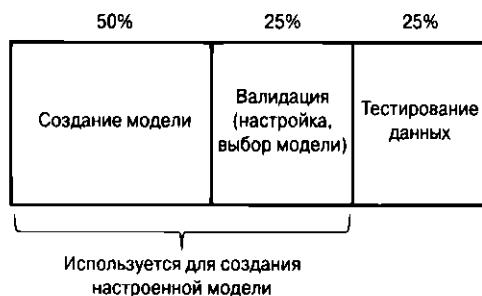 50% 25% 25%
Создание модели
Валидация
(настройка,
выбор модели)
Тестирование
данных
Используется для создания
настроенной модели